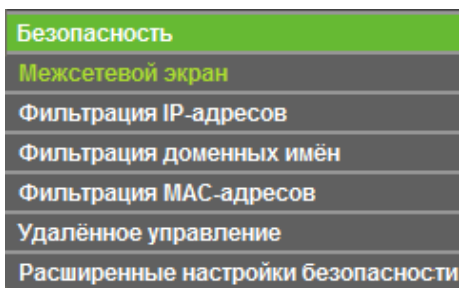 Безопасность
Межсетевой экран
Фильтрация IP-адресов
Фильтрация доменных имён
Фильтрация MAC-адресов
Удалённое управление
Расширенные настройки безопасности